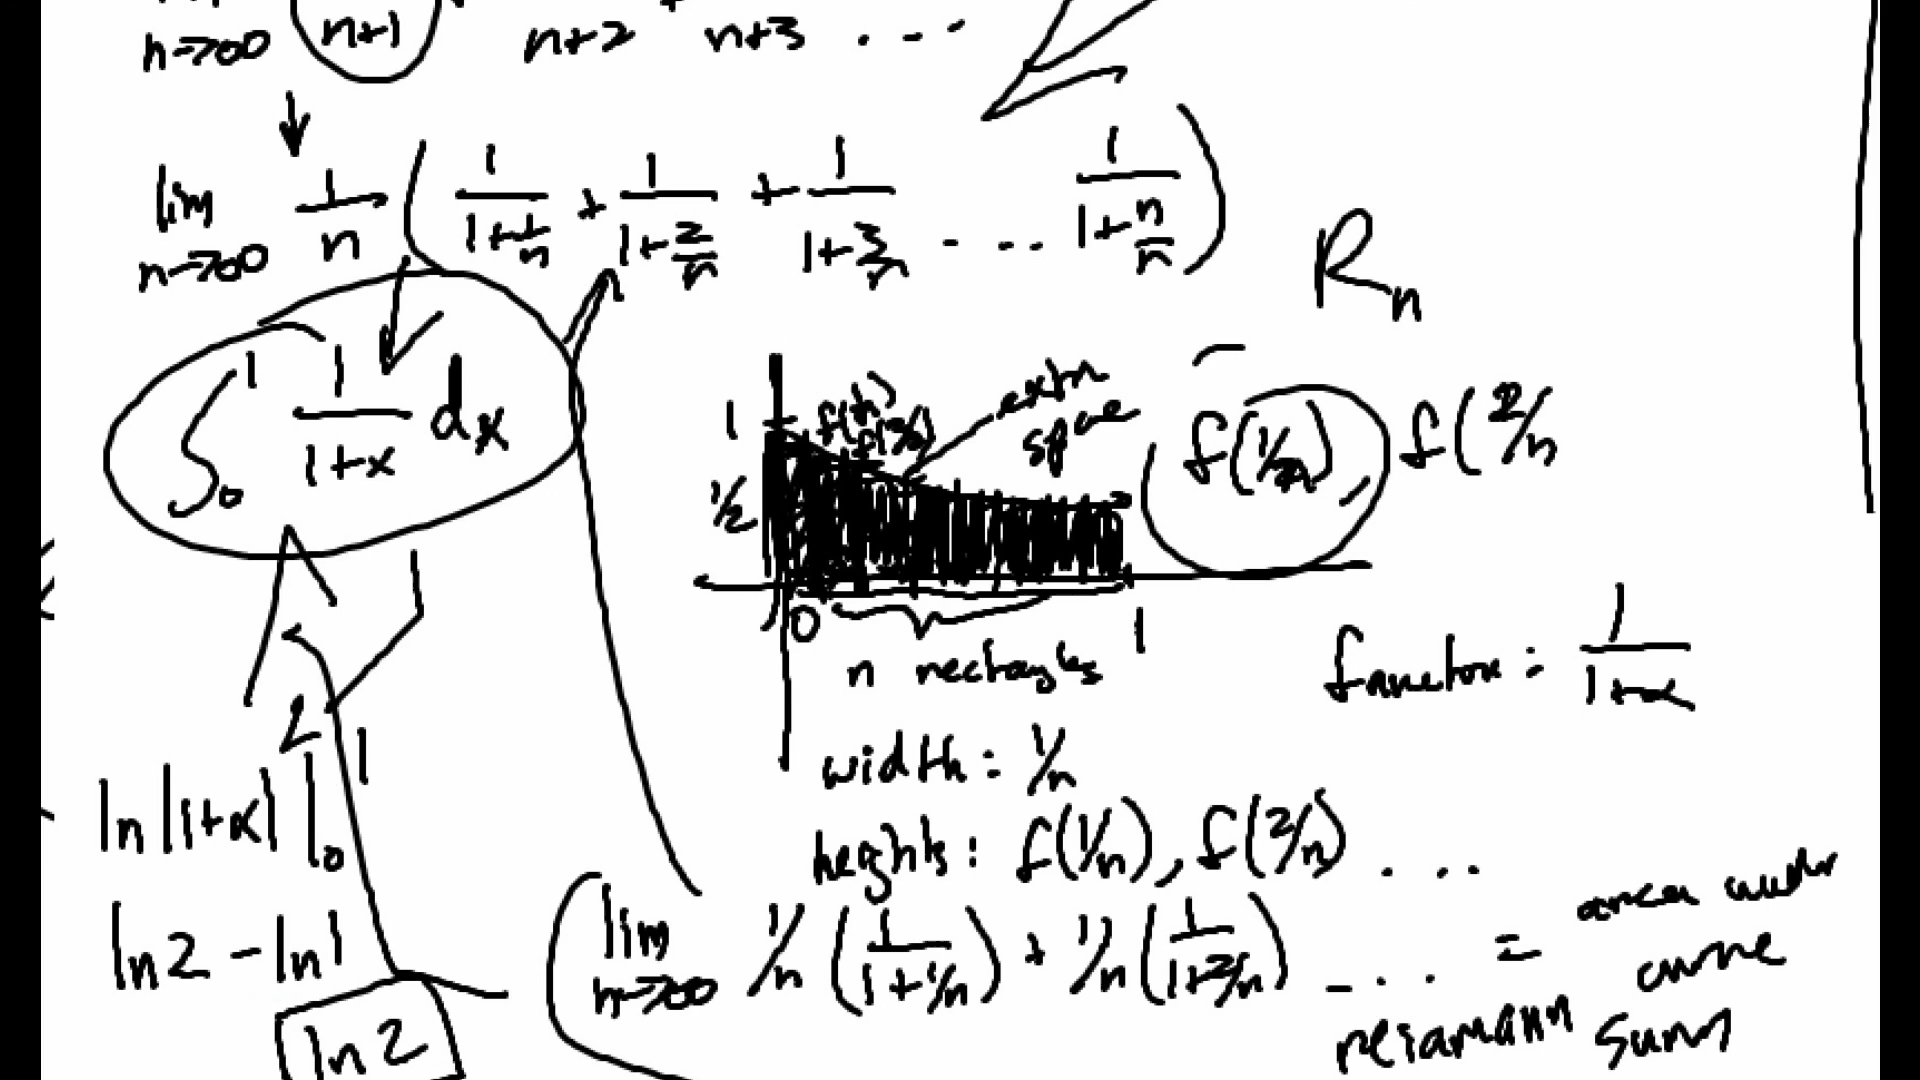 n→∞ n+1 n+2 + n+3 ...
lim n→∞ 1/n ( 1/(1+1/n) + 1/(1+2/n) + 1/(1+3/n) ... 1/(1+n/n) )
Rn
∫₀¹ 1/(1+x) dx
1
f(1/n)
f(2/n)
extra space
1/2
f(1/n), f(2/n
0
1
n rectangles
function: 1/(1+x
width: 1/n
ln|1+x| |₀¹
heights: f(1/n), f(2/n) ...
ln2 - ln1
lim n→∞ 1/n (1/(1+1/n)) + 1/n (1/(1+2/n)) ... = area under curve
ln2
reiamann sum